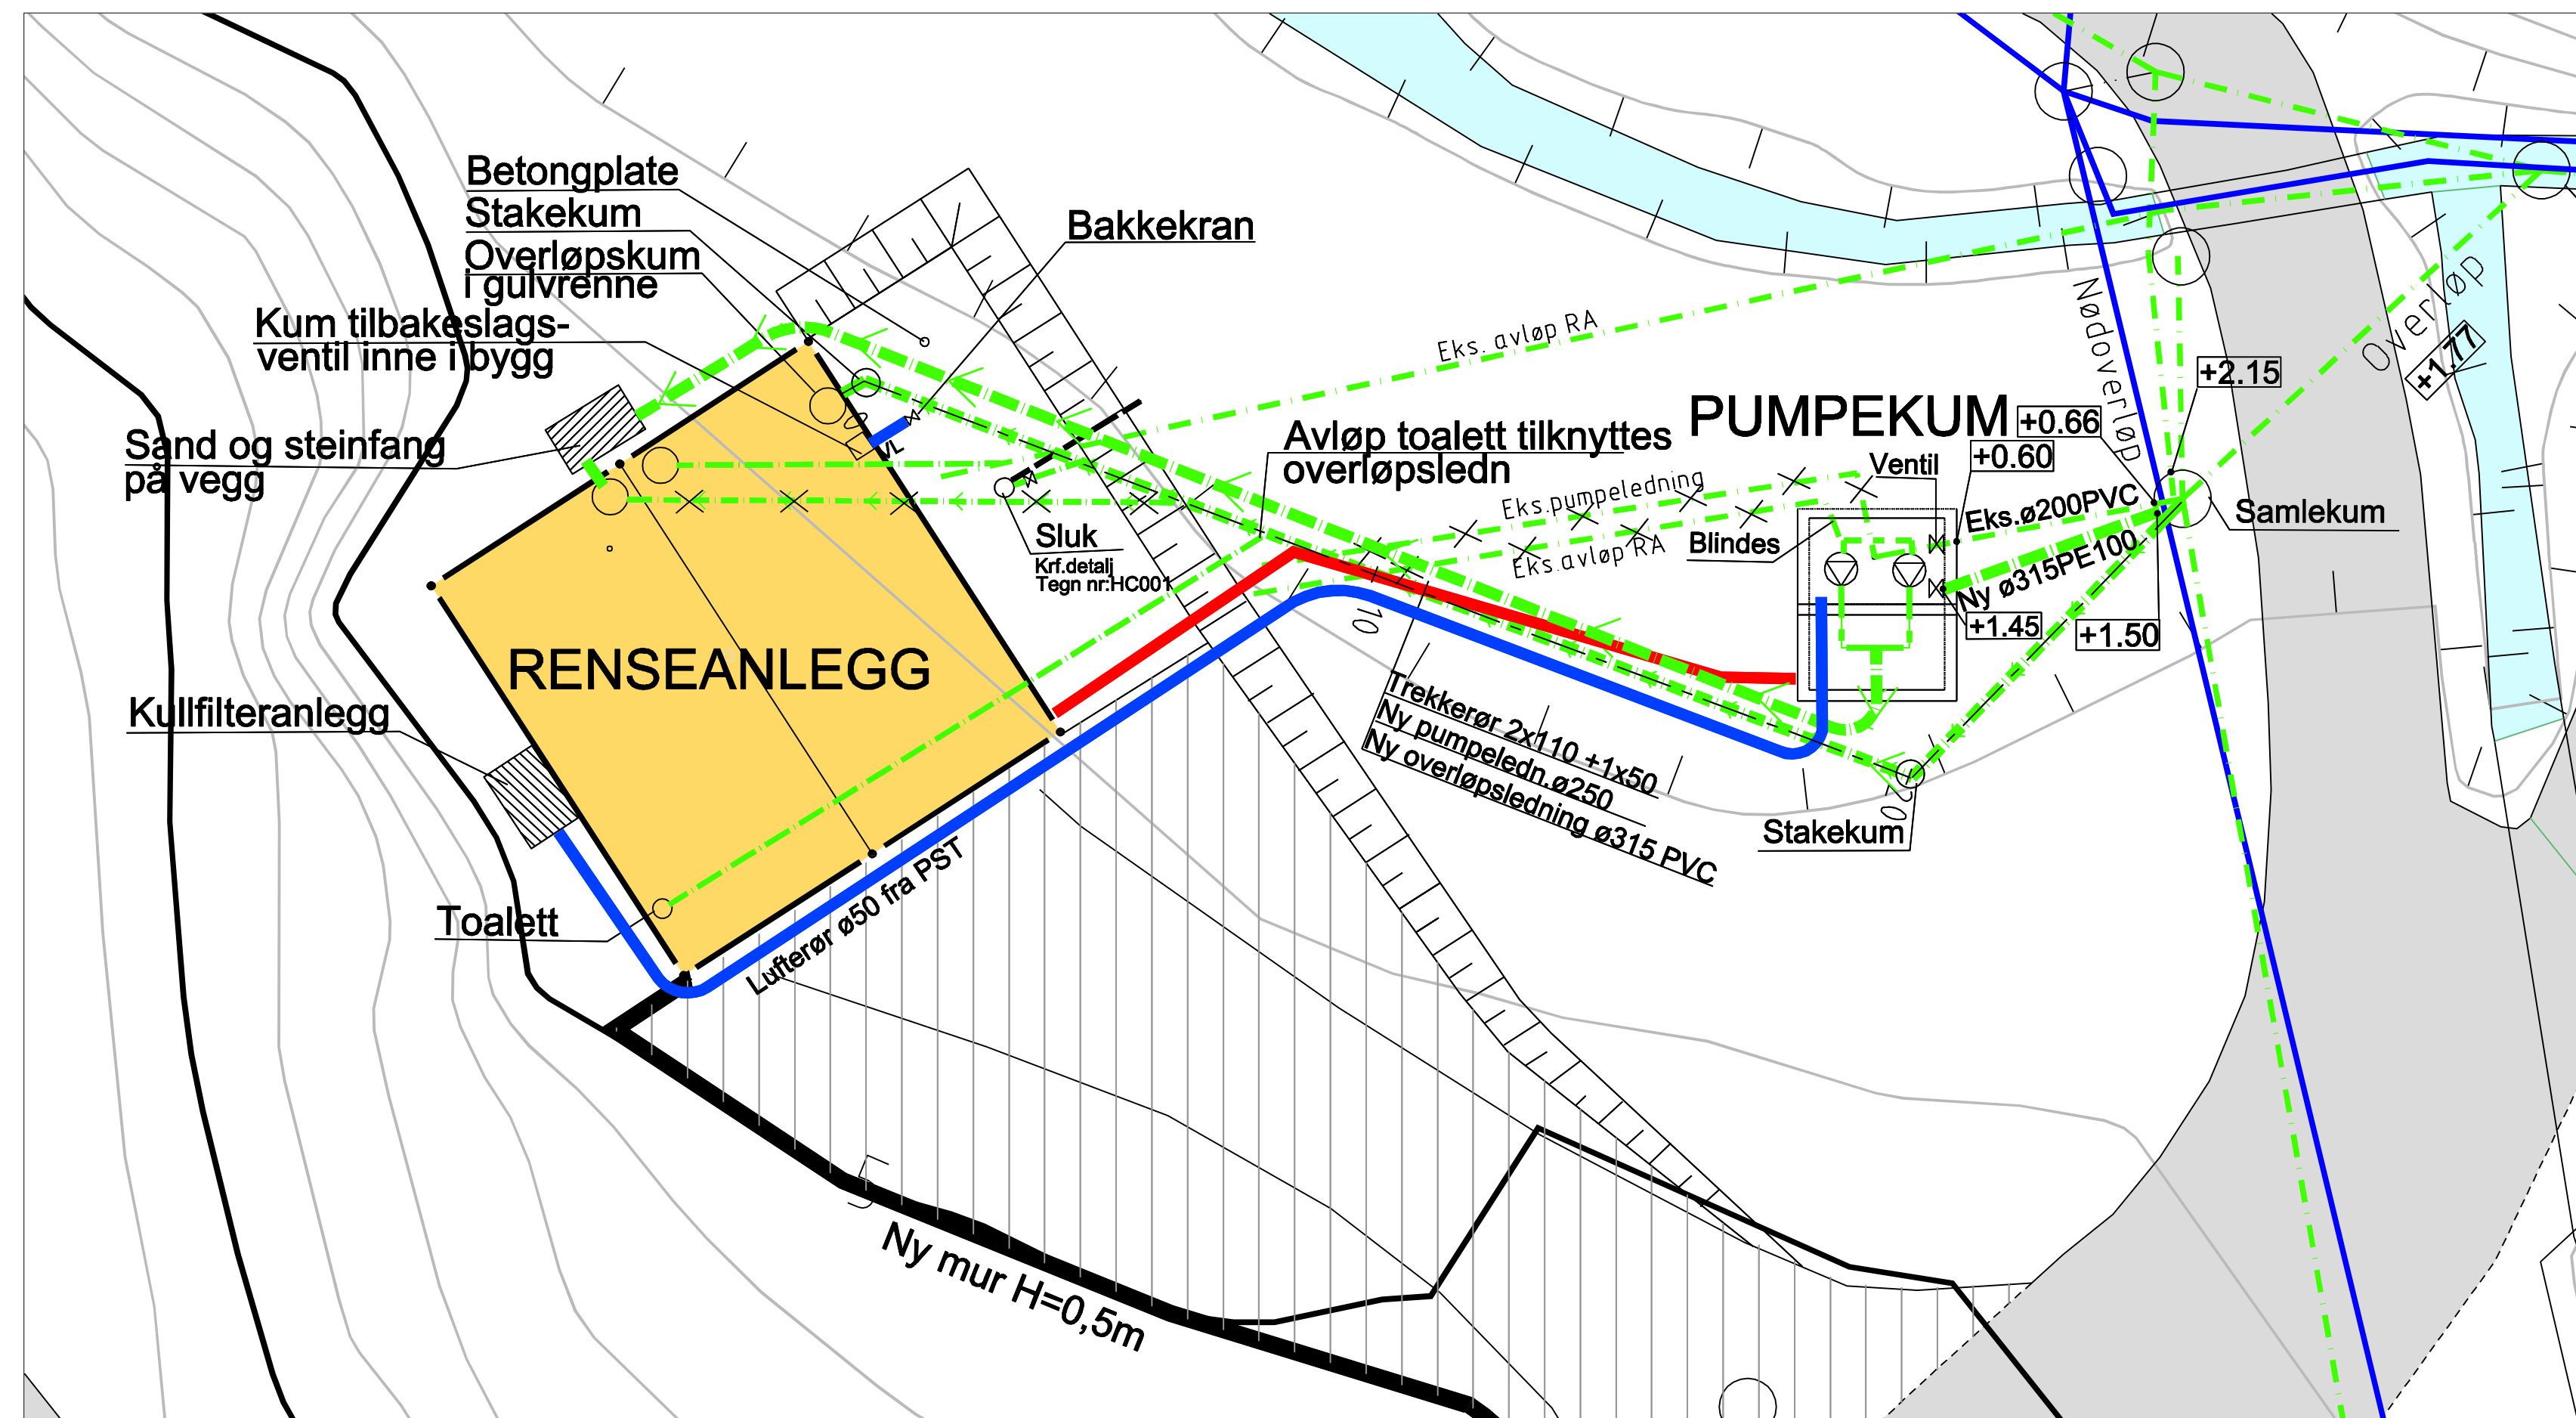 Betongplate
Stakekum
Overløpskum
i gulvrenne
Bakkekran
Kum tilbakeslags-
ventil inne i bygg
Sand og steinfang
på vegg
VL
Sluk
Krf.detalj
Tegn nr:HC001
RENSEANLEGG
Kullfilteranlegg
Toalett
Lufterør ø50 fra PST
Ny mur H=0,5m
5
Eks. avløp RA
Avløp toalett tilknyttes
overløpsledn
Eks.pumpeledning
Eks.avløp RA
10
Trekkerør 2x110 +1x50
Ny pumpeledn.ø250
Ny overløpsledning ø315 PVC
PUMPEKUM
+0.66
+0.60
Ventil
Blindes
Eks.ø200PVC
Ny ø315PE100
+1.45
+1.50
20
Stakekum
Nødoverløp
+2.15
Samlekum
Overløp
+1.77